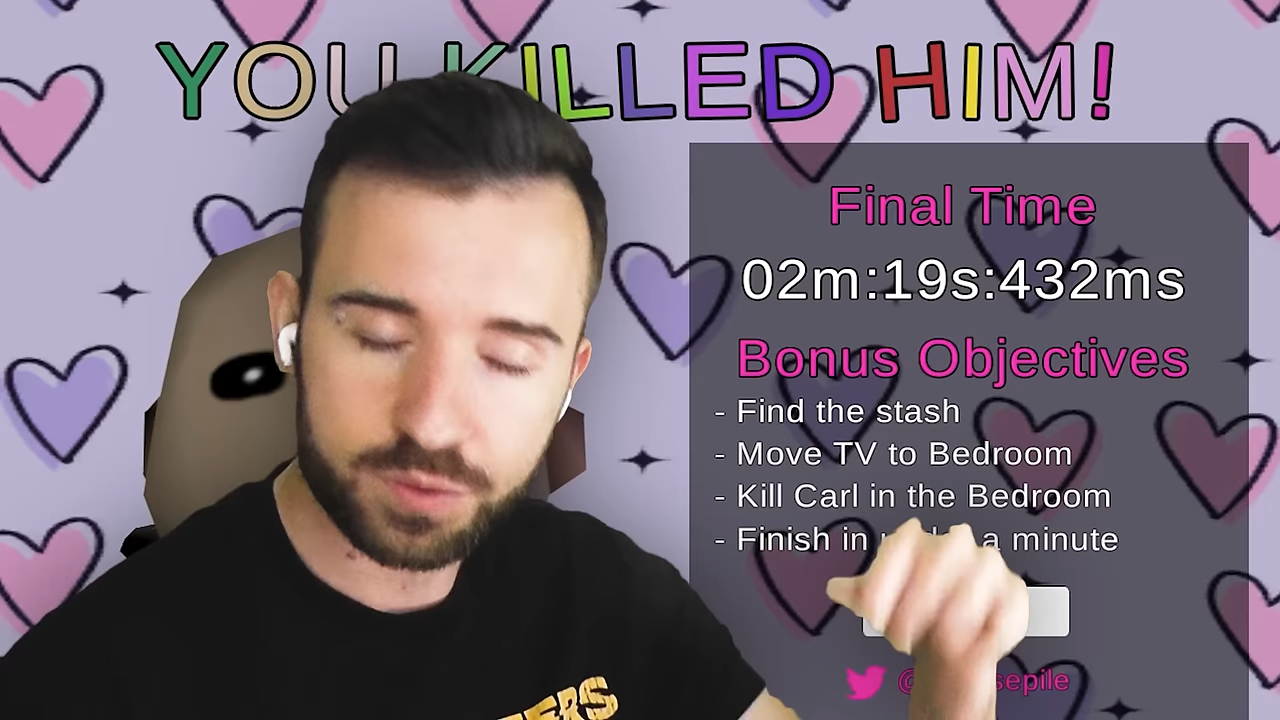 YOU KILLED HIM!
Final Time
02m:19s:432ms
Bonus Objectives
- Find the stash
- Move TV to Bedroom
- Kill Carl in the Bedroom
- Finish in a minute